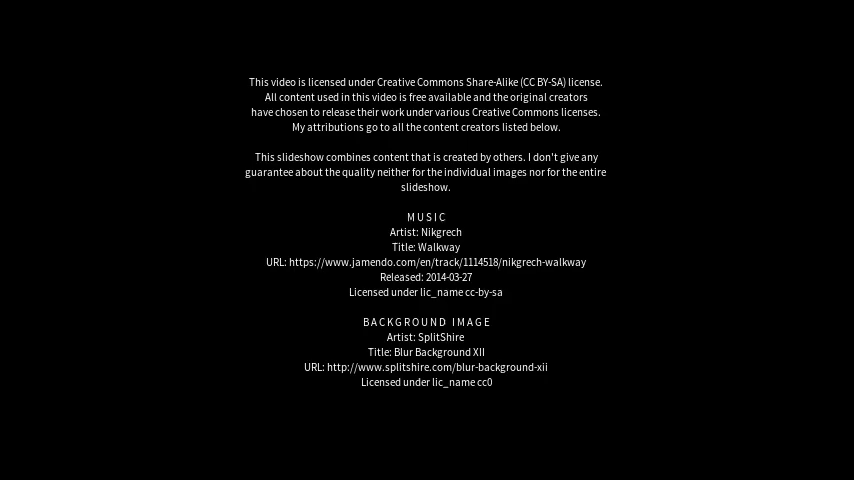 This video is licensed under Creative Commons Share-Alike (CC BY-SA) license.
All content used in this video is free available and the original creators
have chosen to release their work under various Creative Commons licenses.
My attributions go to all the content creators listed below.
This slideshow combines content that is created by others. I don't give any
guarantee about the quality neither for the individual images nor for the entire
slideshow.
MUSIC
Artist: Nikgrech
Title: Walkway
URL: https://www.jamendo.com/en/track/1114518/nikgrech-walkway
Released: 2014-03-27
Licensed under lic_name cc-by-sa
BACKGROUND IMAGE
Artist: SplitShire
Title: Blur Background XII
URL: http://www.splitshire.com/blur-background-xii
Licensed under lic_name cc0